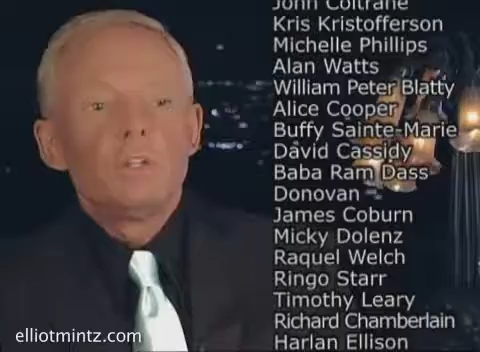 John Coltrane
Kris Kristofferson
Michelle Phillips
Alan Watts
William Peter Blatty
Alice Cooper
Buffy Sainte-Marie
David Cassidy
Baba Ram Dass
Donovan
James Coburn
Micky Dolenz
Raquel Welch
Ringo Starr
Timothy Leary
Richard Chamberlain
Harlan Ellison
elliotmintz.com